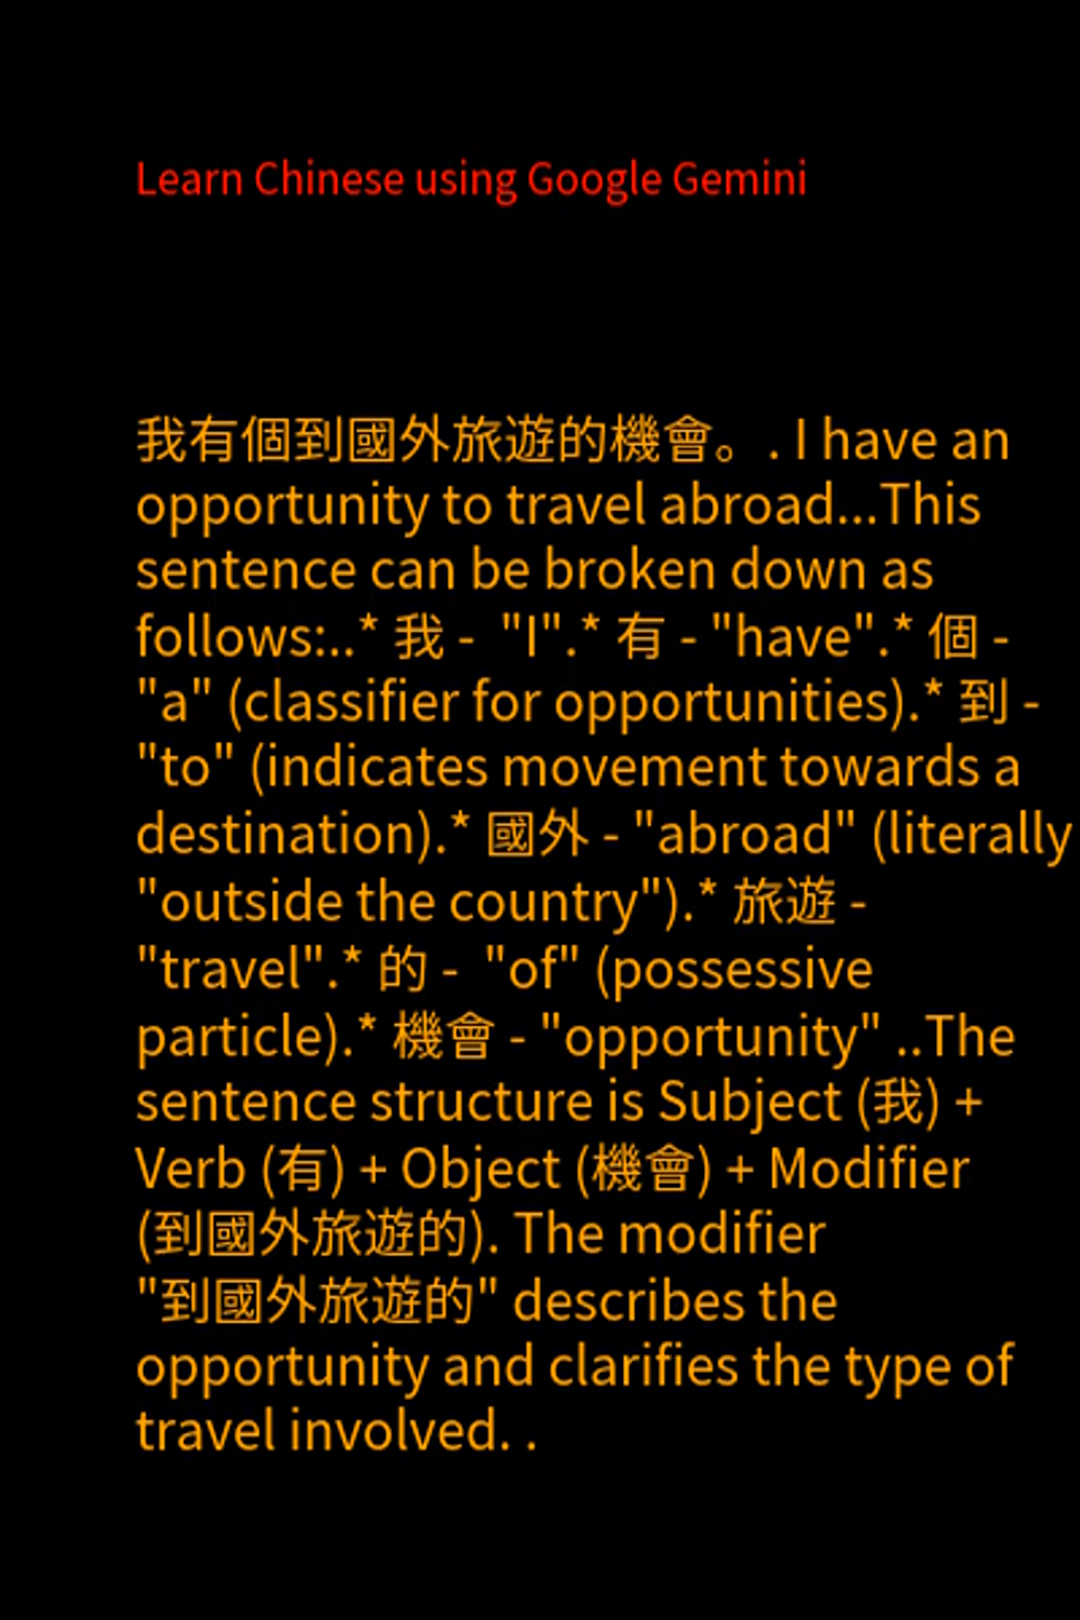 Learn Chinese using Google Gemini
我有個到國外旅遊的機會。. I have an
opportunity to travel abroad...This
sentence can be broken down as
follows:..* 我 -  "I".* 有 - "have".* 個 -
"a" (classifier for opportunities).* 到 -
"to" (indicates movement towards a
destination).* 國外 - "abroad" (literally
"outside the country").* 旅遊 -
"travel".* 的 -  "of" (possessive
particle).* 機會 - "opportunity" ..The
sentence structure is Subject (我) +
Verb (有) + Object (機會) + Modifier
(到國外旅遊的). The modifier
"到國外旅遊的" describes the
opportunity and clarifies the type of
travel involved. .